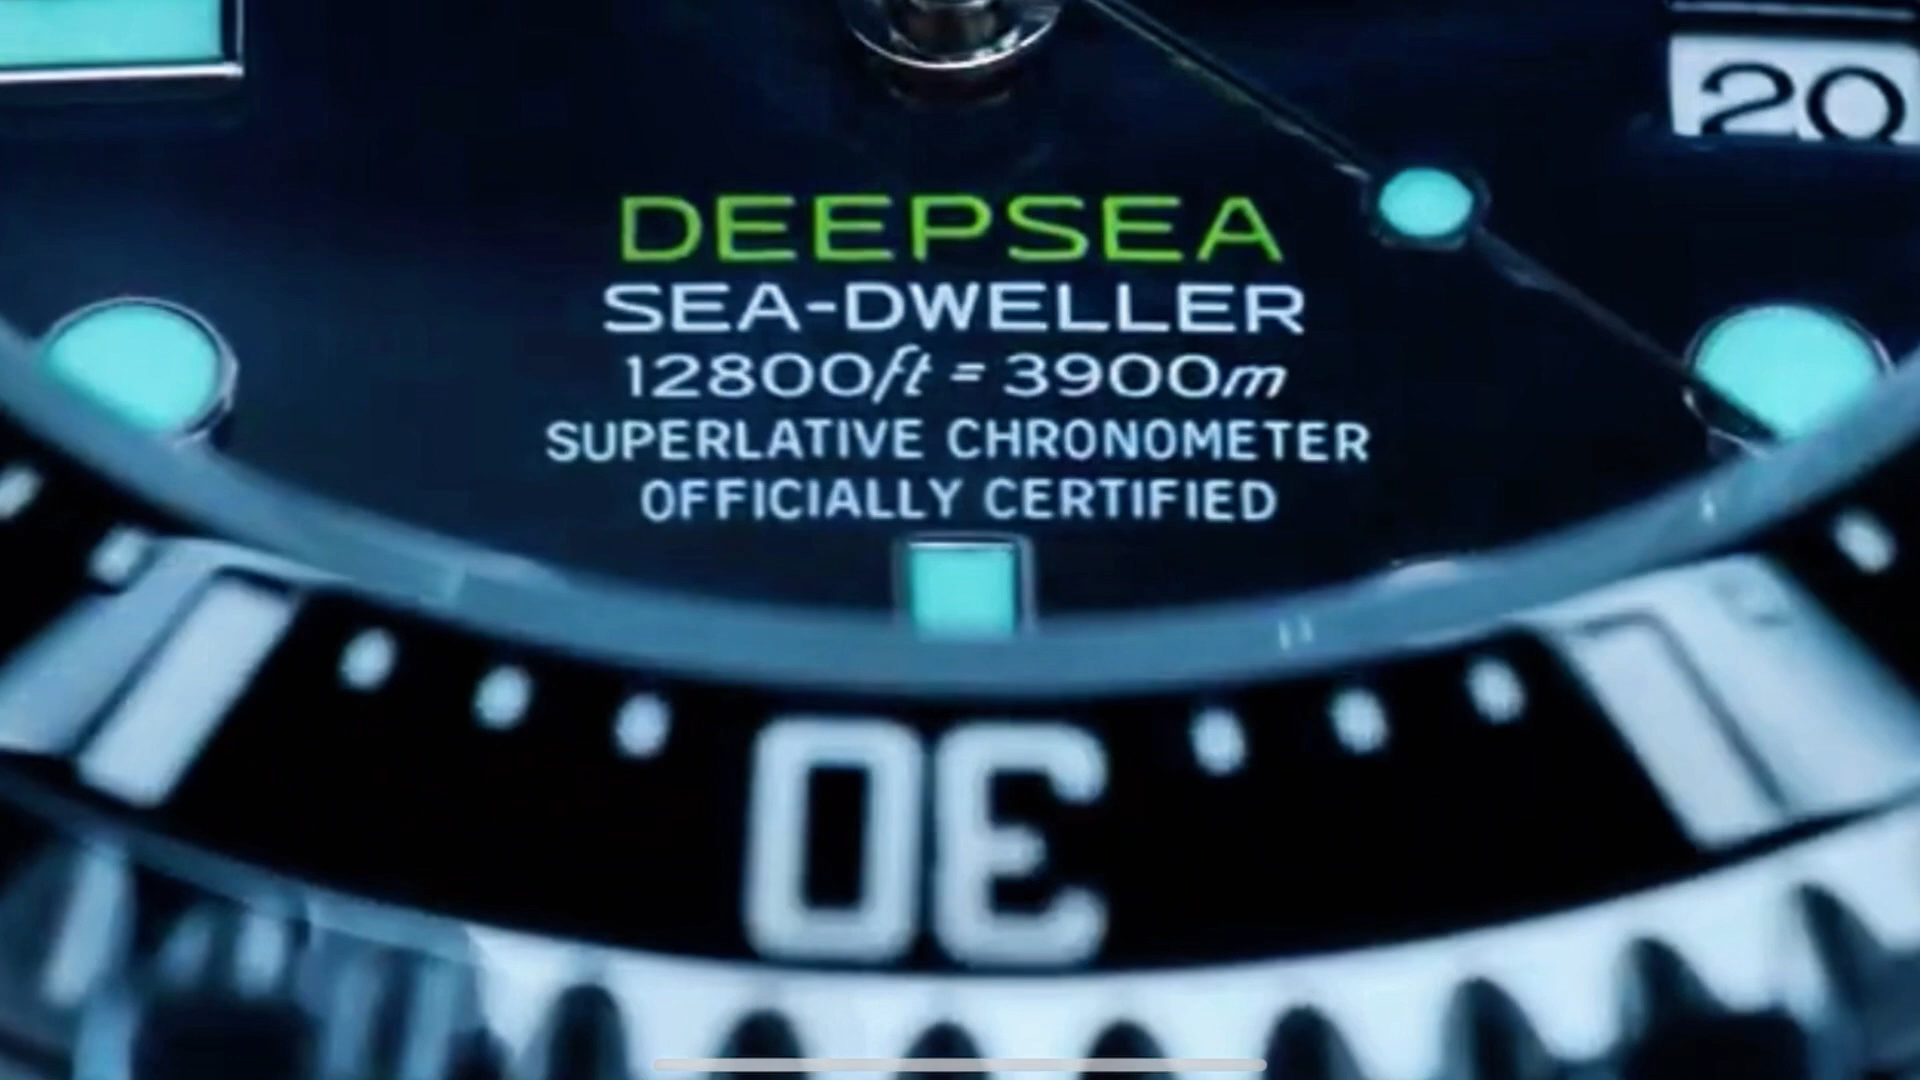 20
DEEPSEA
SEA-DWELLER
12800ft = 3900m
SUPERLATIVE CHRONOMETER
OFFICIALLY CERTIFIED
30